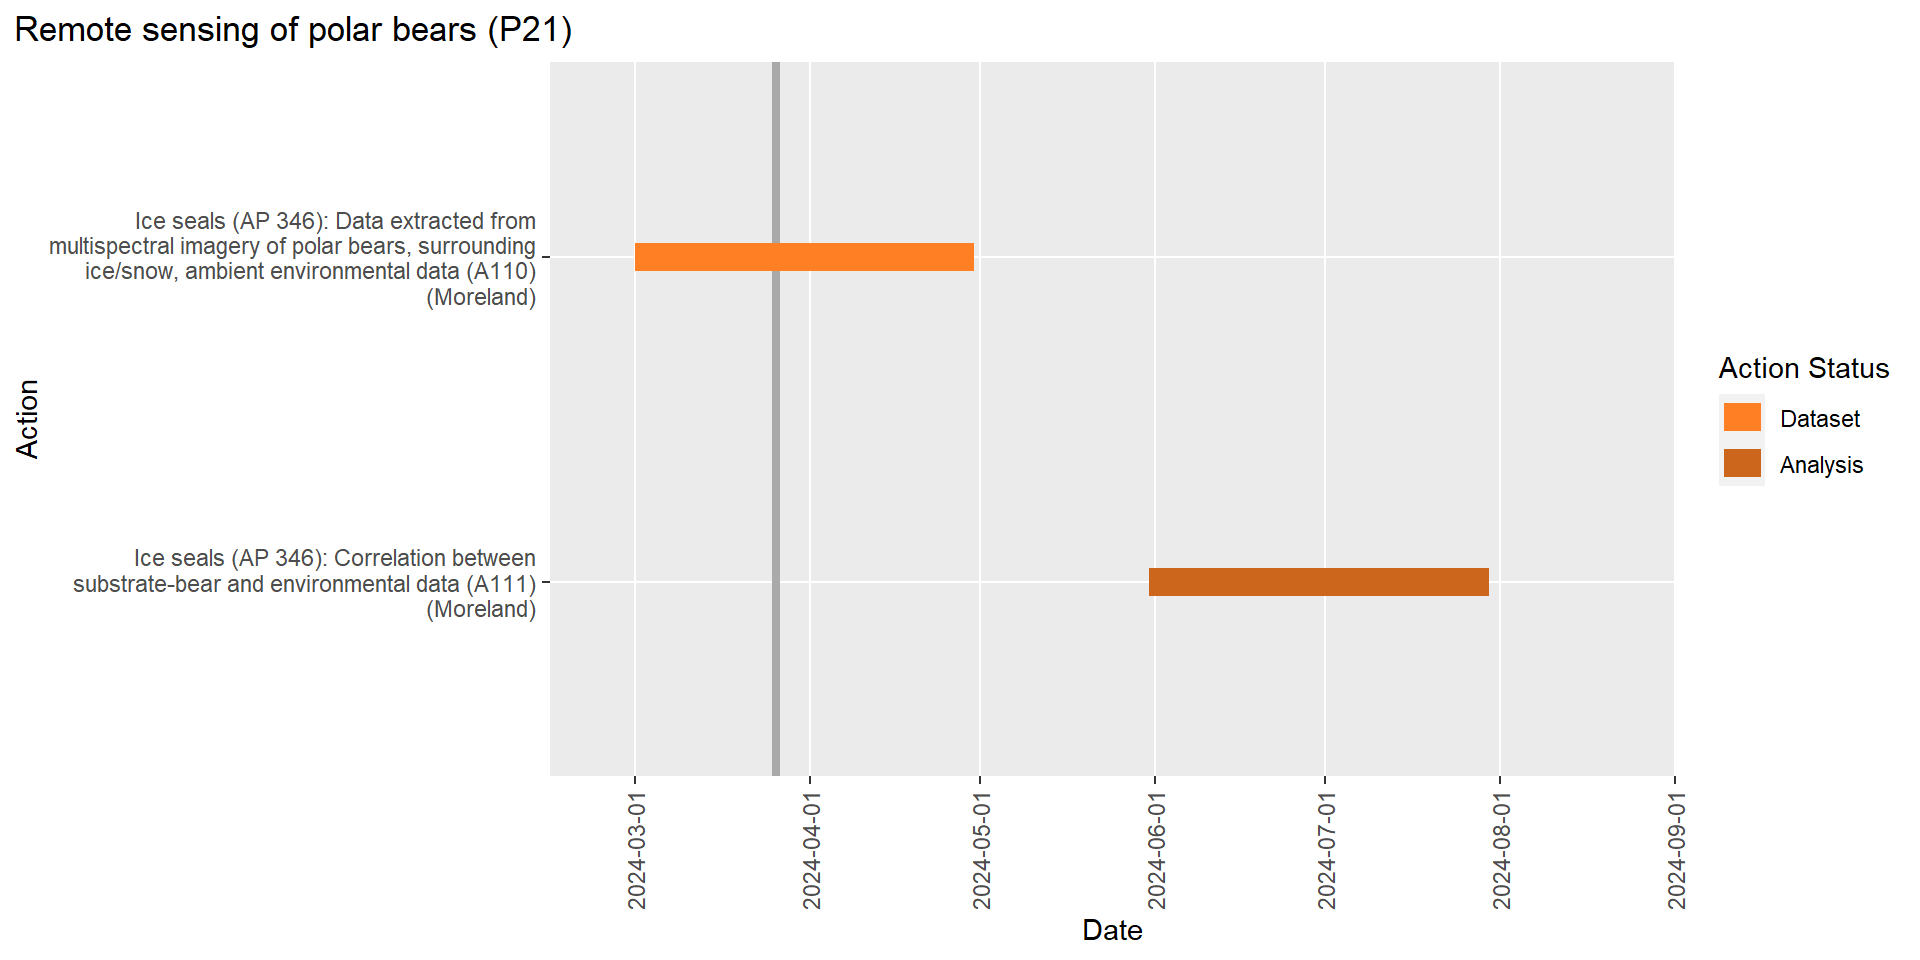 Remote sensing of polar bears (P21)
Ice seals (AP 346): Data extracted from
multispectral imagery of polar bears, surrounding
ice/snow, ambient environmental data (A110)
(Moreland)
Action
Ice seals (AP 346): Correlation between
substrate-bear and environmental data (A111)
(Moreland)
2024-03-01
2024-04-01
2024-05-01
2024-06-01
2024-07-01
2024-08-01
2024-09-01
Date
Action Status
Dataset
Analysis